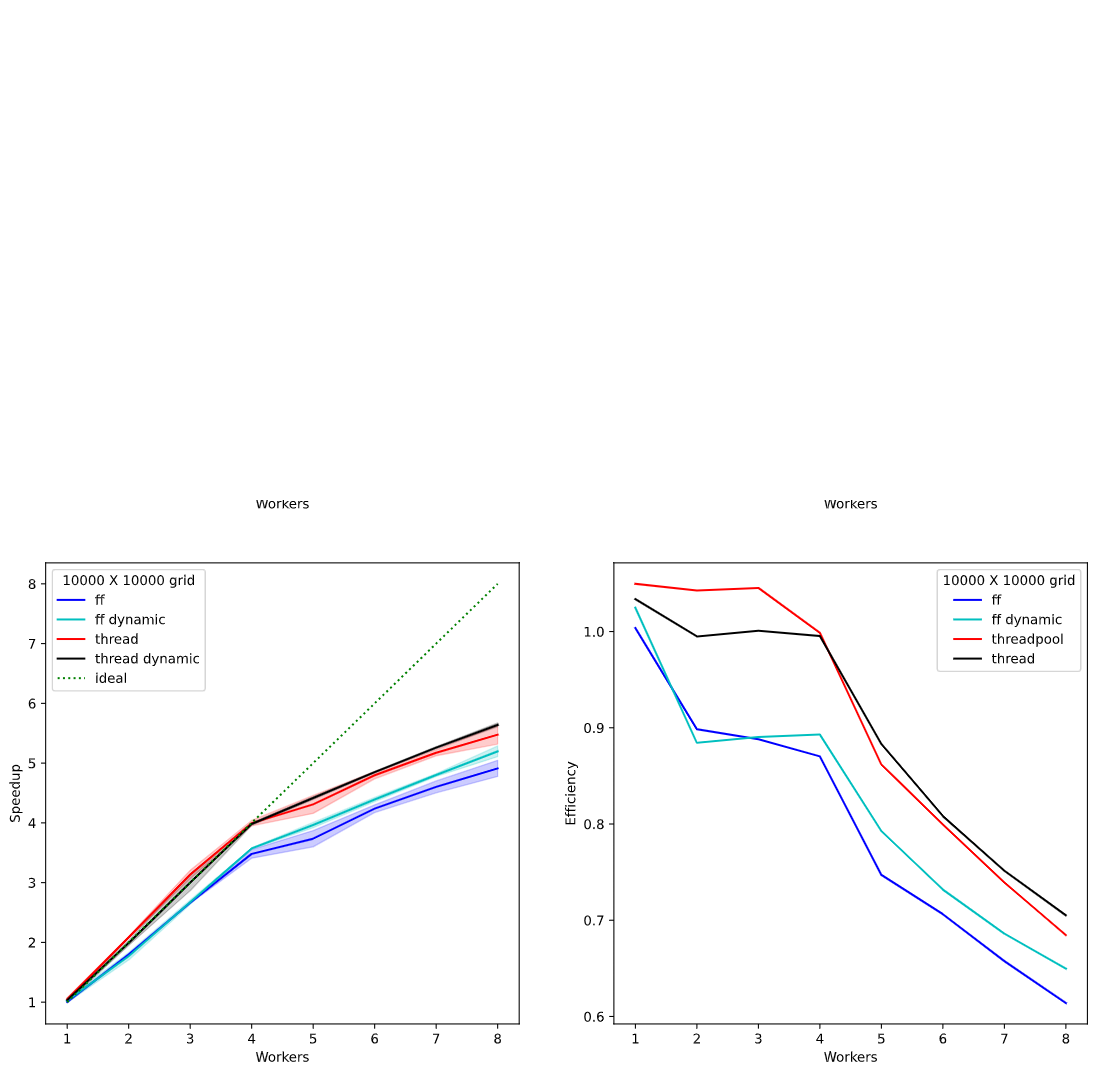 Workers
Workers
10000 X 10000 grid
ff
ff dynamic
thread
thread dynamic
ideal
8
7
6
5
4
3
2
1
Speedup
1 2 3 4 5 6 7 8
Workers
10000 X 10000 grid
ff
ff dynamic
threadpool
thread
1.0
0.9
0.8
0.7
0.6
Efficiency
1 2 3 4 5 6 7 8
Workers